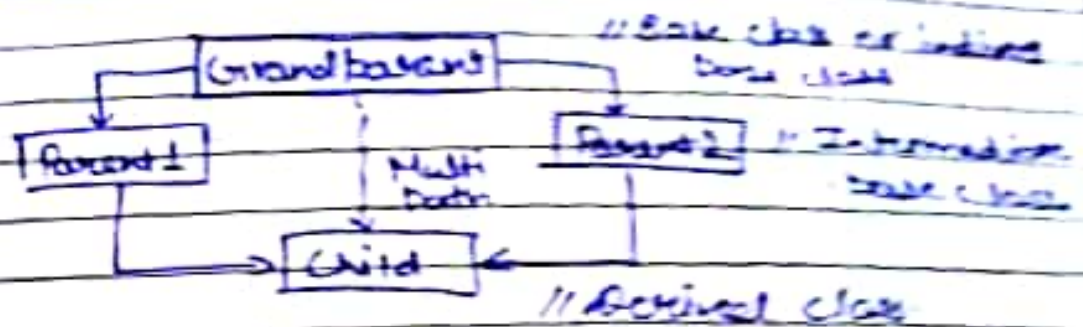 Grandparent // Base class or indirect
base class
Parent1 Parent2 // Intermediate
base class
Multi
Path
Child
// Derived class